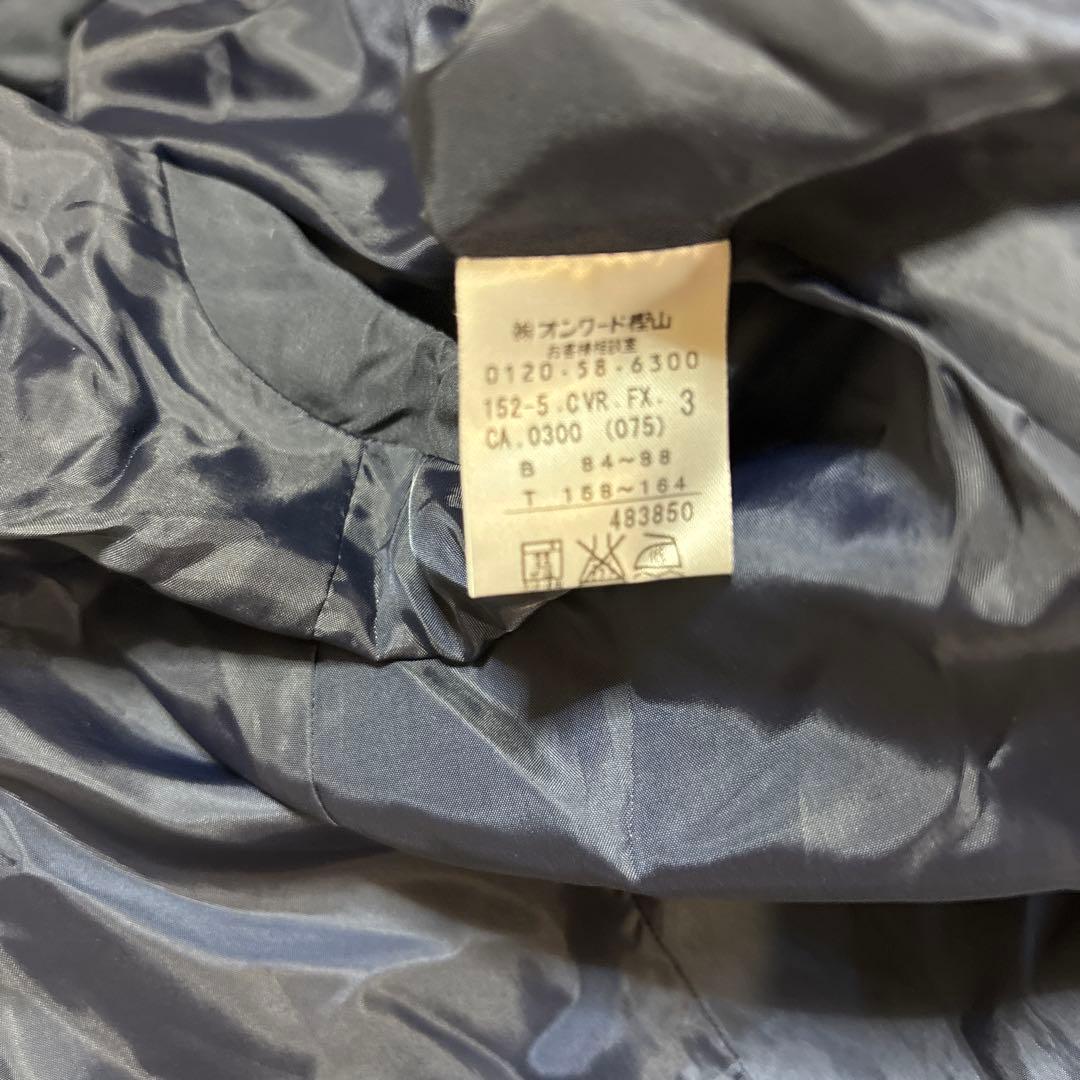 ㈱オンワード樫山
お客様相談室
0120-58-6300
152-5.CVR.FX. 3
CA.0300 (075)
B 84~88
T 158~164
483850